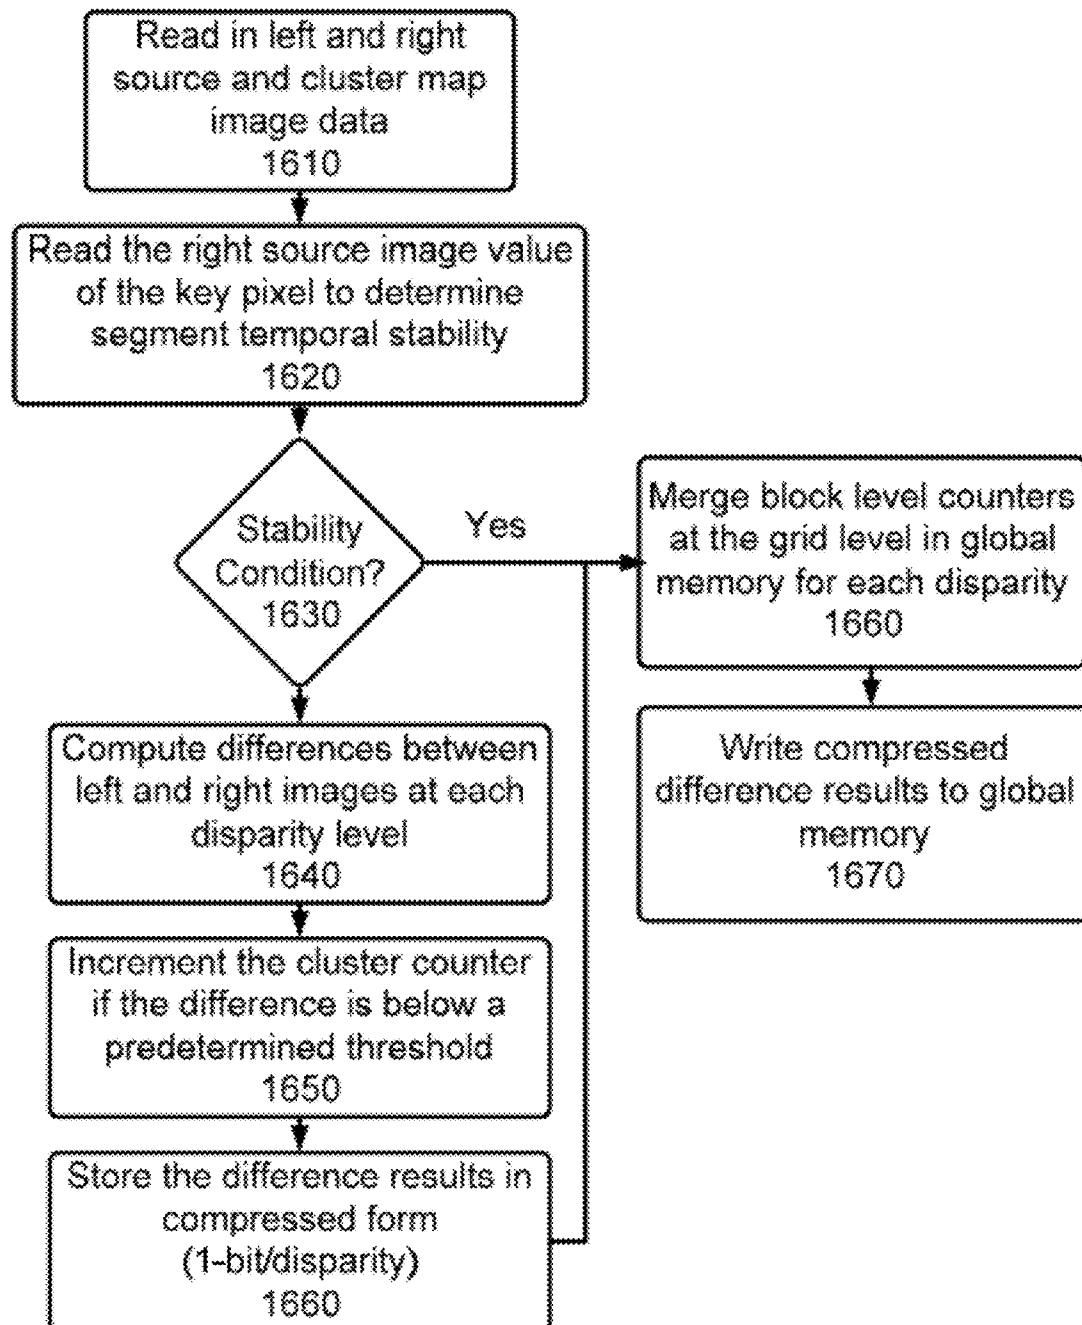 Read in left and right
source and cluster map
image data
1610
Read the right source image value
of the key pixel to determine
segment temporal stability
1620
Stability
Condition?
1630
Yes
Compute differences between
left and right images at each
disparity level
1640
Increment the cluster counter
if the difference is below a
predetermined threshold
1650
Store the difference results in
compressed form
(1-bit/disparity)
1660
Merge block level counters
at the grid level in global
memory for each disparity
1660
Write compressed
difference results to global
memory
1670